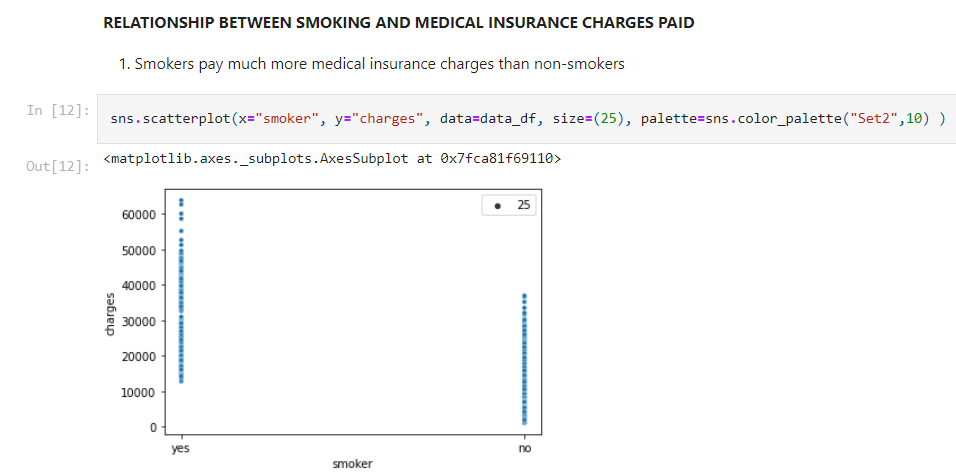 RELATIONSHIP BETWEEN SMOKING AND MEDICAL INSURANCE CHARGES PAID
1. Smokers pay much more medical insurance charges than non-smokers
In [12]:
sns.scatterplot(x="smoker", y="charges", data=data_df, size=(25), palette=sns.color_palette("Set2",10) )
Out[12]:
<matplotlib.axes._subplots.AxesSubplot at 0x7fca81f69110>
25
60000
50000
40000
30000
20000
10000
0
charges
yes
no
smoker